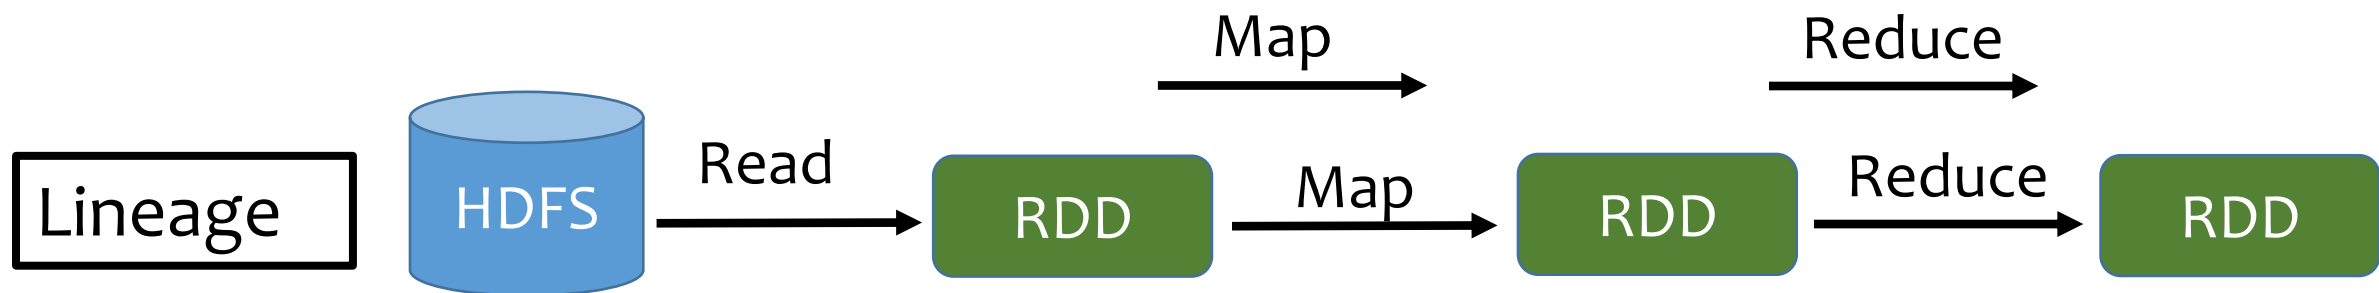 Map
Reduce
Lineage
HDFS
Read
RDD
Map
RDD
Reduce
RDD